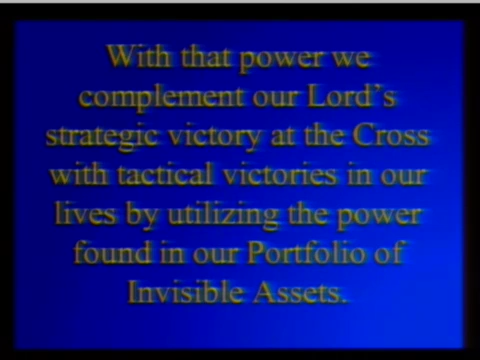 With that power we
complement our Lord's
strategic victory at the Cross
with tactical victories in our
lives by utilizing the power
found in our Portfolio of
Invisible Assets.